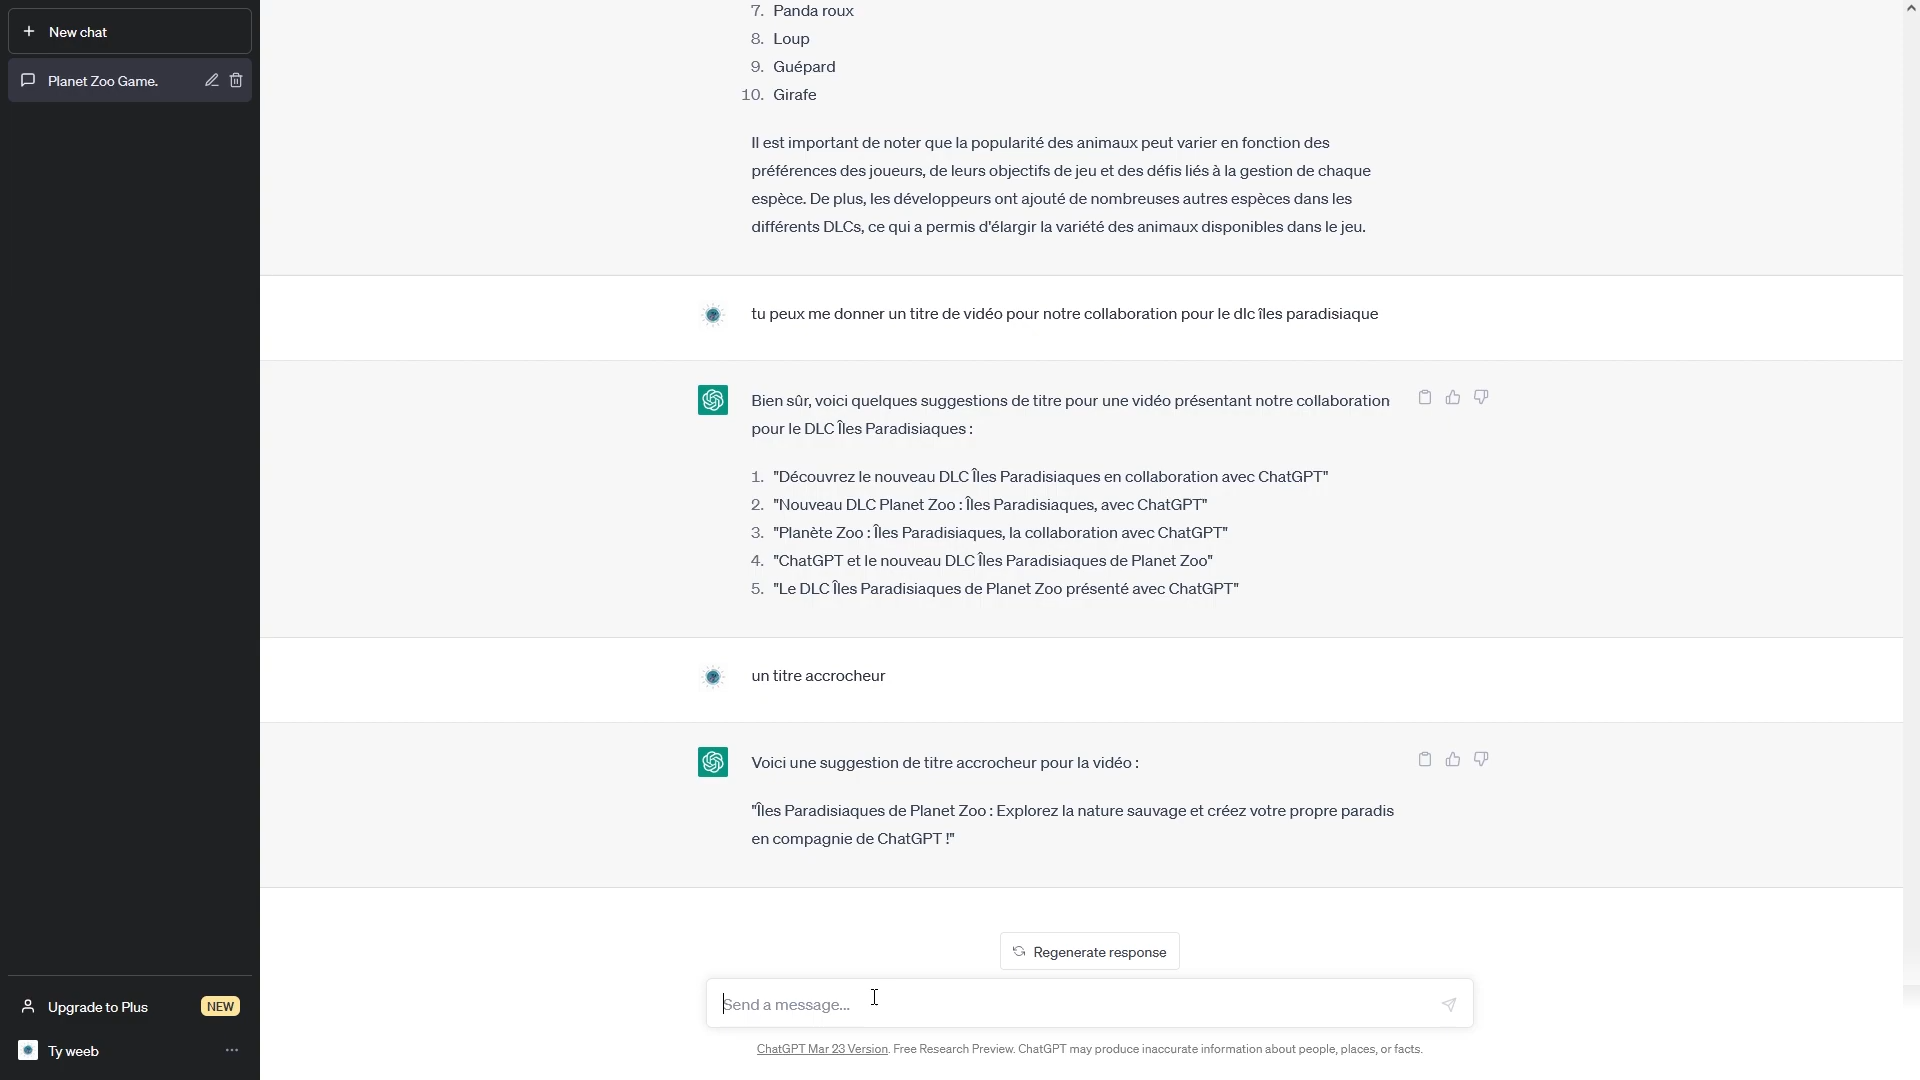 New chat
Planet Zoo Game.
7. Panda roux
8. Loup
9. Guépard
10. Girafe
Il est important de noter que la popularité des animaux peut varier en fonction des
préférences des joueurs, de leurs objectifs de jeu et des défis liés à la gestion de chaque
espèce. De plus, les développeurs ont ajouté de nombreuses autres espèces dans les
différents DLCs, ce qui a permis d'élargir la variété des animaux disponibles dans le jeu.
tu peux me donner un titre de vidéo pour notre collaboration pour le dlc îles paradisiaque
Bien sûr, voici quelques suggestions de titre pour une vidéo présentant notre collaboration
pour le DLC Îles Paradisiaques :
1. "Découvrez le nouveau DLC Îles Paradisiaques en collaboration avec ChatGPT"
2. "Nouveau DLC Planet Zoo : Îles Paradisiaques, avec ChatGPT"
3. "Planète Zoo : Îles Paradisiaques, la collaboration avec ChatGPT"
4. "ChatGPT et le nouveau DLC Îles Paradisiaques de Planet Zoo"
5. "Le DLC Îles Paradisiaques de Planet Zoo présenté avec ChatGPT"
un titre accrocheur
Voici une suggestion de titre accrocheur pour la vidéo :
"Îles Paradisiaques de Planet Zoo : Explorez la nature sauvage et créez votre propre paradis
en compagnie de ChatGPT !"
Regenerate response
Send a message...
ChatGPT Mar 23 Version. Free Research Preview. ChatGPT may produce inaccurate information about people, places, or facts.
Upgrade to Plus NEW
Ty weeb